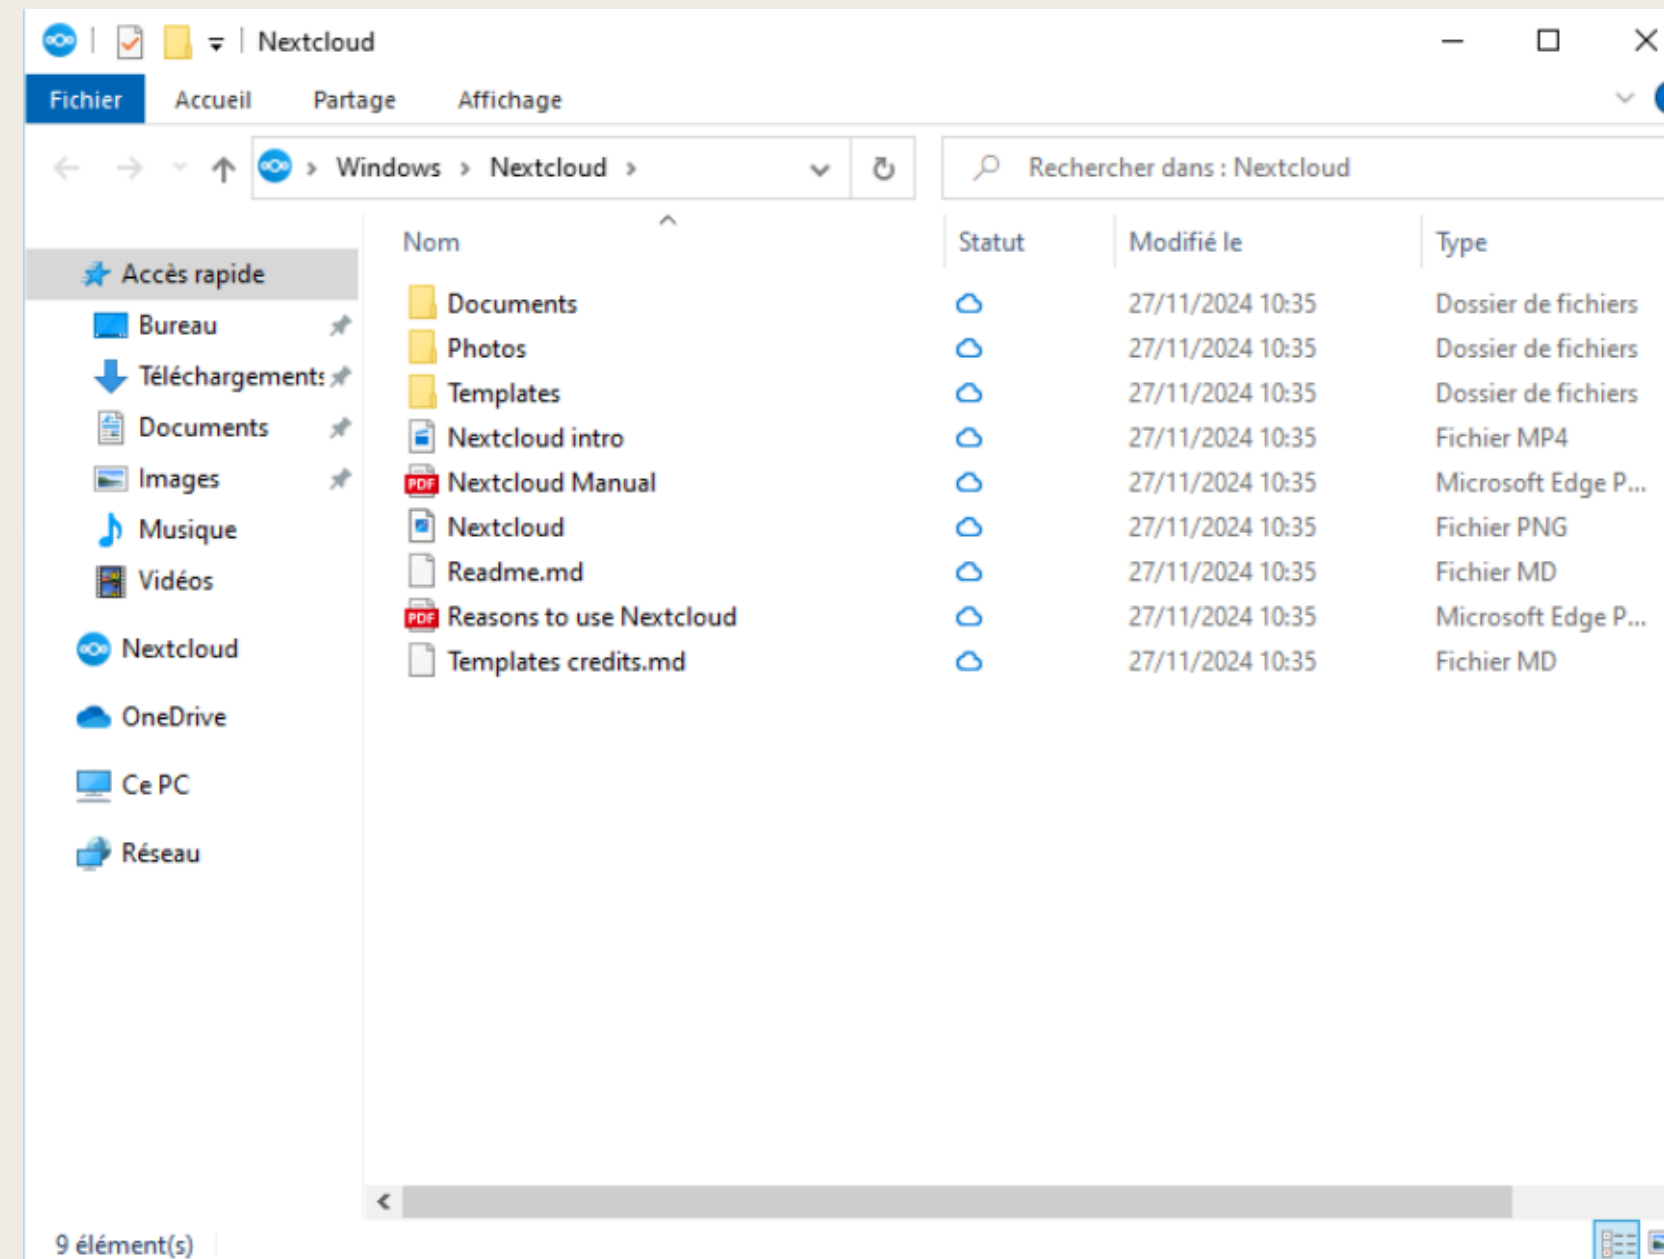 Nextcloud
Fichier Accueil Partage Affichage
Windows > Nextcloud > Rechercher dans : Nextcloud
Nom Statut Modifié le Type
Accès rapide
Bureau
Téléchargements
Documents
Images
Musique
Vidéos
Nextcloud
OneDrive
Ce PC
Réseau
Documents 27/11/2024 10:35 Dossier de fichiers
Photos 27/11/2024 10:35 Dossier de fichiers
Templates 27/11/2024 10:35 Dossier de fichiers
Nextcloud intro 27/11/2024 10:35 Fichier MP4
PDF Nextcloud Manual 27/11/2024 10:35 Microsoft Edge P...
Nextcloud 27/11/2024 10:35 Fichier PNG
Readme.md 27/11/2024 10:35 Fichier MD
PDF Reasons to use Nextcloud 27/11/2024 10:35 Microsoft Edge P...
Templates credits.md 27/11/2024 10:35 Fichier MD
9 élément(s)